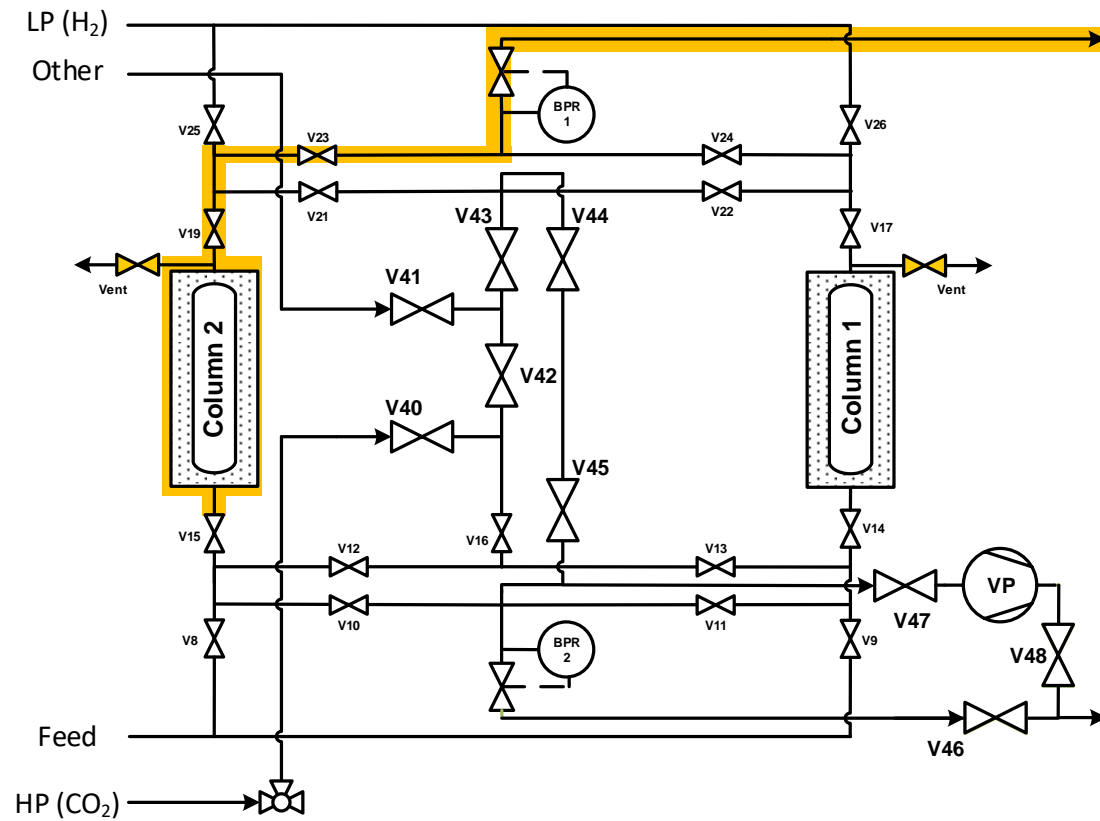 LP (H₂)
Other
BPR
1
V25
V23
V24
V26
V21
V22
V43
V44
V19
V17
Vent
V41
Vent
Column 2
V42
Column 1
V40
V45
V15
V12
V16
V13
V14
VP
V10
V11
V47
V8
BPR
2
V9
V48
Feed
V46
HP (CO₂)